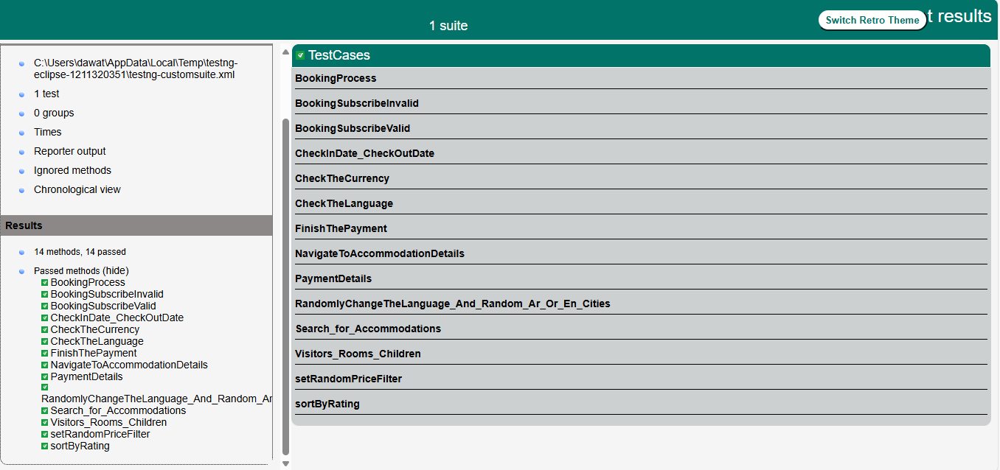 1 suite
Switch Retro Theme
t results
C:\Users\dawat\AppData\Local\Temp\testng-
eclipse-1211320351\testng-customsuite.xml
1 test
0 groups
Times
Reporter output
Ignored methods
Chronological view
Results
14 methods, 14 passed
Passed methods (hide)
BookingProcess
BookingSubscribeInvalid
BookingSubscribeValid
CheckInDate_CheckOutDate
CheckTheCurrency
CheckTheLanguage
FinishThePayment
NavigateToAccommodationDetails
PaymentDetails
RandomlyChangeTheLanguage_And_Random_Ar
Search_for_Accommodations
Visitors_Rooms_Children
setRandomPriceFilter
sortByRating
TestCases
BookingProcess
BookingSubscribeInvalid
BookingSubscribeValid
CheckInDate_CheckOutDate
CheckTheCurrency
CheckTheLanguage
FinishThePayment
NavigateToAccommodationDetails
PaymentDetails
RandomlyChangeTheLanguage_And_Random_Ar_Or_En_Cities
Search_for_Accommodations
Visitors_Rooms_Children
setRandomPriceFilter
sortByRating